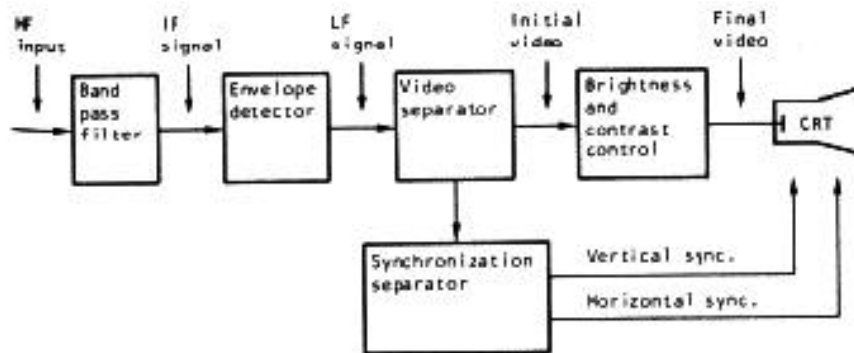 HF
input
IF
signal
LF
signal
Initial
video
Final
video
Band
pass
filter
Envelope
detector
Video
separator
Brightness
and
contrast
control
CRT
Synchronization
separator
Vertical sync.
Horizontal sync.